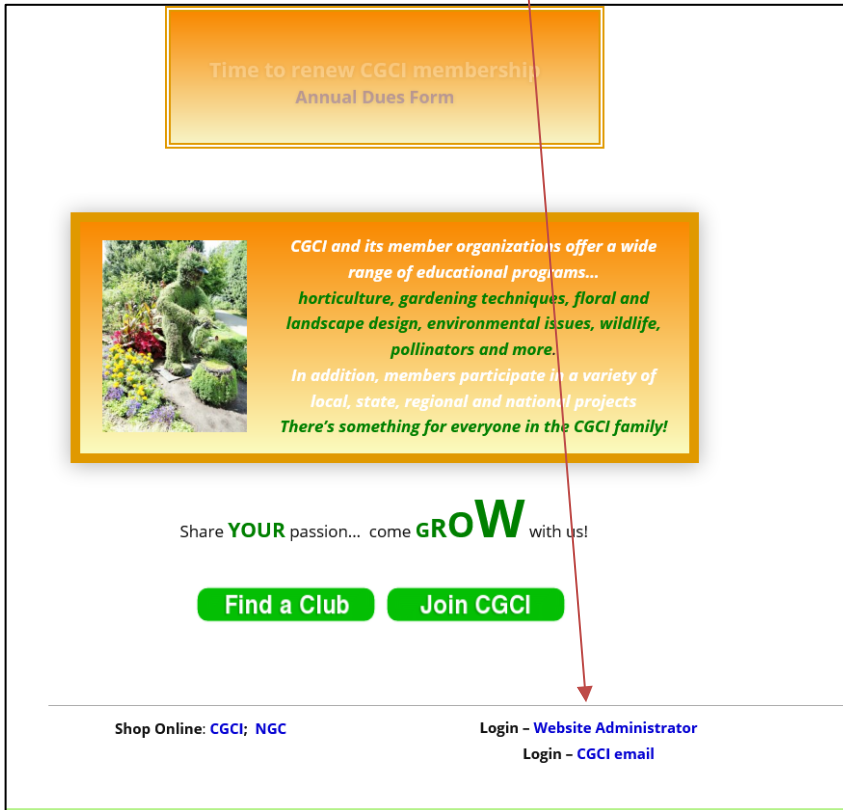 Time to renew CGCI membership
Annual Dues Form
CGCI and its member organizations offer a wide
range of educational programs...
horticulture, gardening techniques, floral and
landscape design, environmental issues, wildlife,
pollinators and more.
In addition, members participate in a variety of
local, state, regional and national projects
There's something for everyone in the CGCI family!
Share YOUR passion... come GROW with us!
Find a Club Join CGCI
Shop Online: CGCI; NGC
Login – Website Administrator
Login – CGCI email